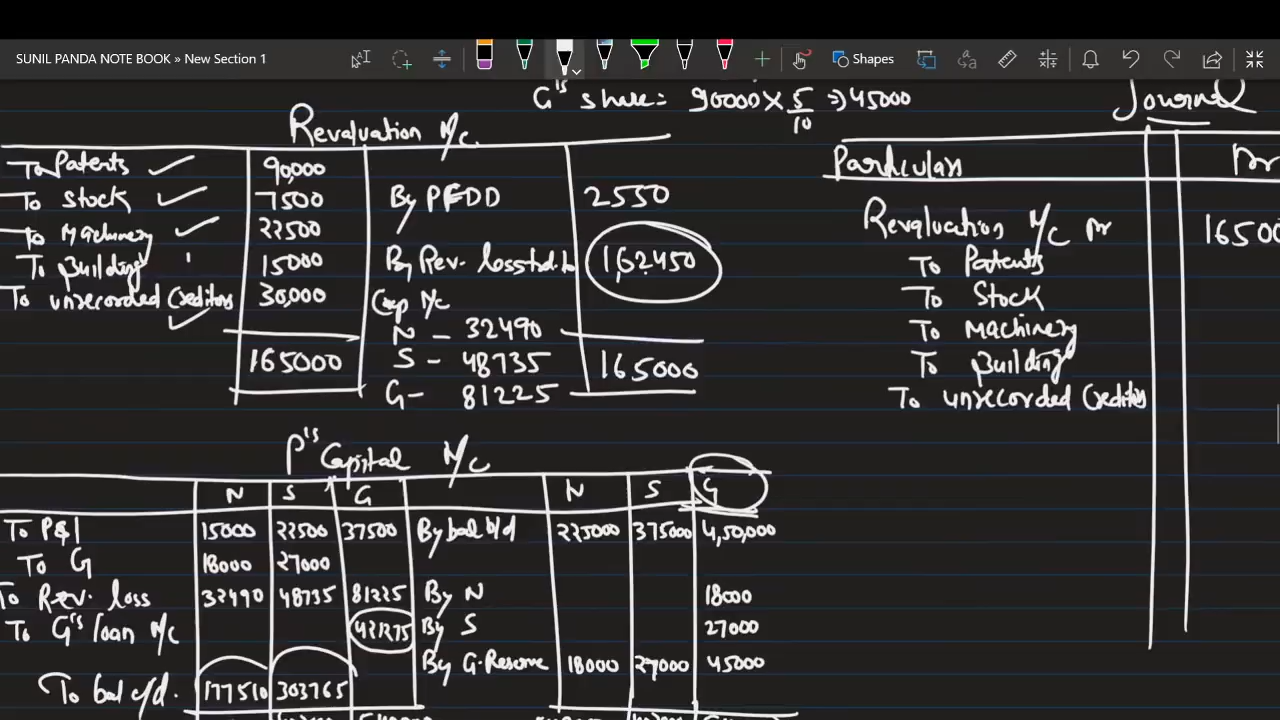 SUNIL PANDA NOTE BOOK » New Section 1
Shapes
G's share = 90000 × 5/10 => 45000
Journal
Revaluation A/c.
To Patents 90,000
To Stock 7500 By PFDD 2550
To Machinery 22500
To Building 15000 By Rev. loss trd. to 1,62450
To unrecorded Creditors 30,000 Cap A/c
N - 32490
165000 S - 48735 165000
G - 81225
Particulars Dr
Revaluation A/c Dr 16500
To Patents
To Stock
To Machinery
To Building
To unrecorded Creditors
P's Capital A/c
N S G N S G
To P&l 15000 22500 37500 By bal b/d 225000 375000 4,50,000
To G 18000 27000
To Rev. loss 32490 48735 81225 By N 18000
To G's loan A/c 421275 By S 27000
By G. Reserve 18000 27000 45000
To bal c/d. 177510 303765